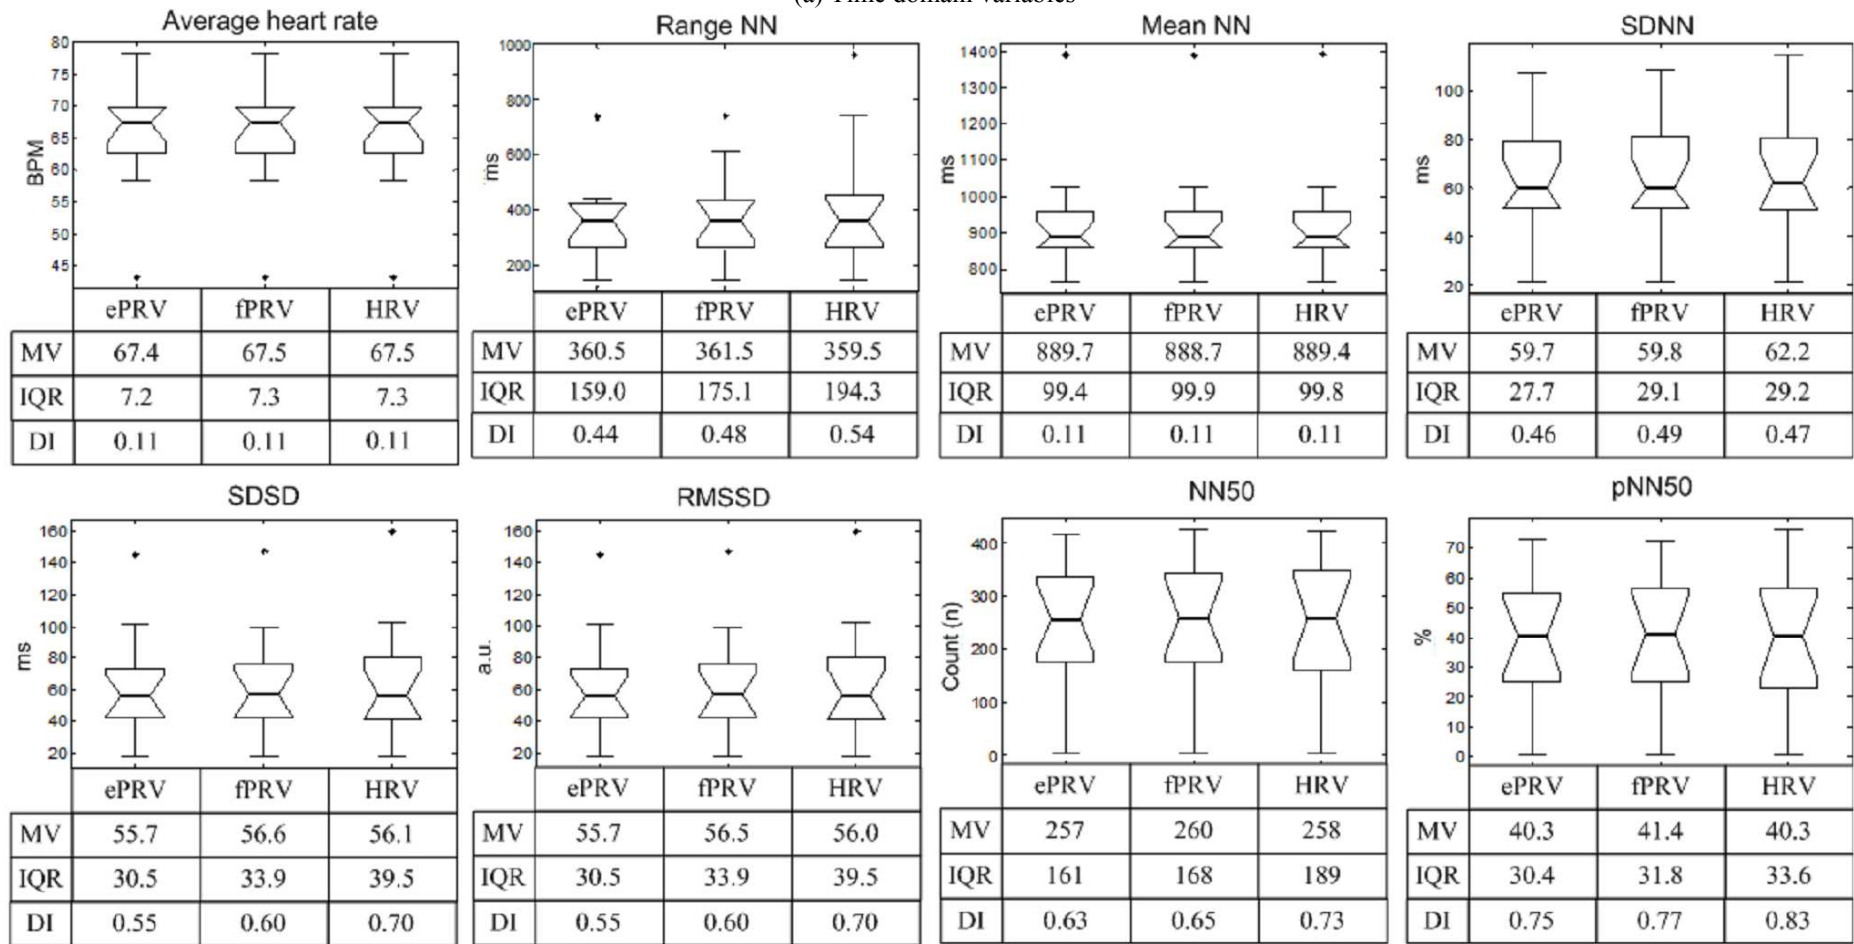 (a) Time domain variables
Average heart rate
Range NN
Mean NN
SDNN
BPM
80
75
70
65
60
55
50
45
ms
1000
800
600
400
200
ms
1400
1300
1200
1100
1000
900
800
ms
100
80
60
40
20
ePRV fPRV HRV
MV 67.4 67.5 67.5
IQR 7.2 7.3 7.3
DI 0.11 0.11 0.11
ePRV fPRV HRV
MV 360.5 361.5 359.5
IQR 159.0 175.1 194.3
DI 0.44 0.48 0.54
ePRV fPRV HRV
MV 889.7 888.7 889.4
IQR 99.4 99.9 99.8
DI 0.11 0.11 0.11
ePRV fPRV HRV
MV 59.7 59.8 62.2
IQR 27.7 29.1 29.2
DI 0.46 0.49 0.47
SDSD
RMSSD
NN50
pNN50
ms
160
140
120
100
80
60
40
20
a.u.
160
140
120
100
80
60
40
20
Count (n)
400
300
200
100
0
%
70
60
50
40
30
20
10
0
ePRV fPRV HRV
MV 55.7 56.6 56.1
IQR 30.5 33.9 39.5
DI 0.55 0.60 0.70
ePRV fPRV HRV
MV 55.7 56.5 56.0
IQR 30.5 33.9 39.5
DI 0.55 0.60 0.70
ePRV fPRV HRV
MV 257 260 258
IQR 161 168 189
DI 0.63 0.65 0.73
ePRV fPRV HRV
MV 40.3 41.4 40.3
IQR 30.4 31.8 33.6
DI 0.75 0.77 0.83